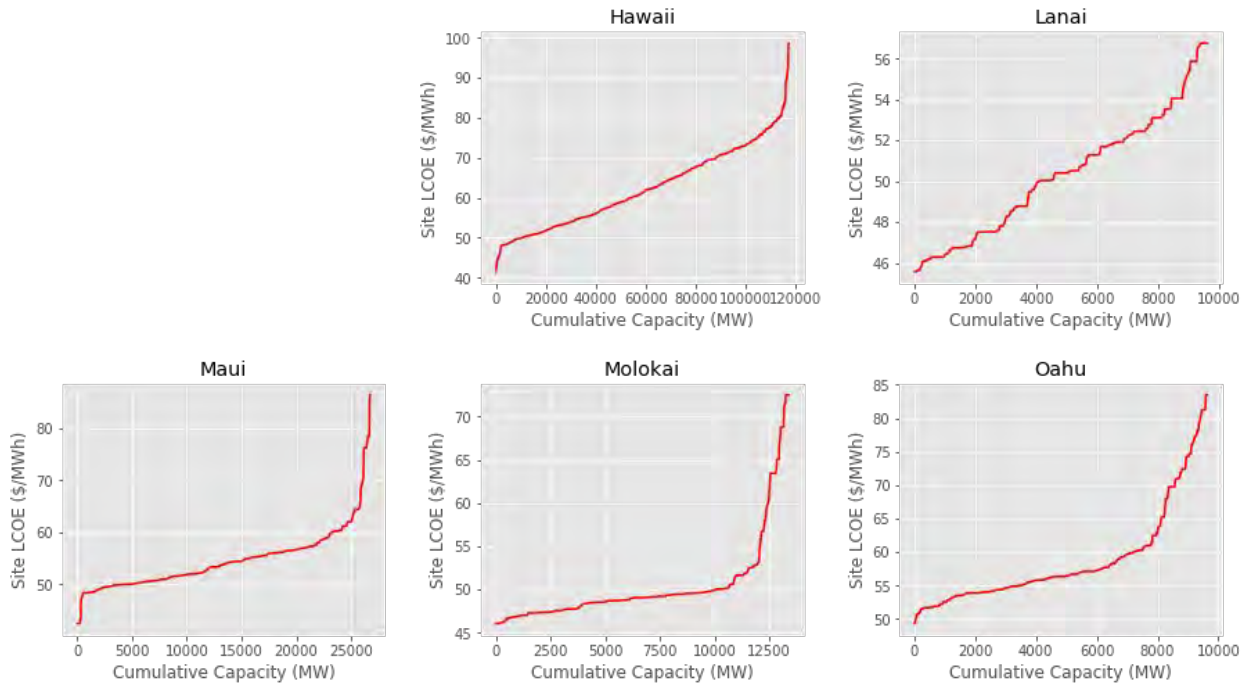 Hawaii
Site LCOE ($/MWh)
100
90
80
70
60
50
40
0 20000 40000 60000 80000 100000 120000
Cumulative Capacity (MW)
Lanai
Site LCOE ($/MWh)
56
54
52
50
48
46
0 2000 4000 6000 8000 10000
Cumulative Capacity (MW)
Maui
Site LCOE ($/MWh)
80
70
60
50
0 5000 10000 15000 20000 25000
Cumulative Capacity (MW)
Molokai
Site LCOE ($/MWh)
70
65
60
55
50
45
0 2500 5000 7500 10000 12500
Cumulative Capacity (MW)
Oahu
Site LCOE ($/MWh)
85
80
75
70
65
60
55
50
0 2000 4000 6000 8000 10000
Cumulative Capacity (MW)